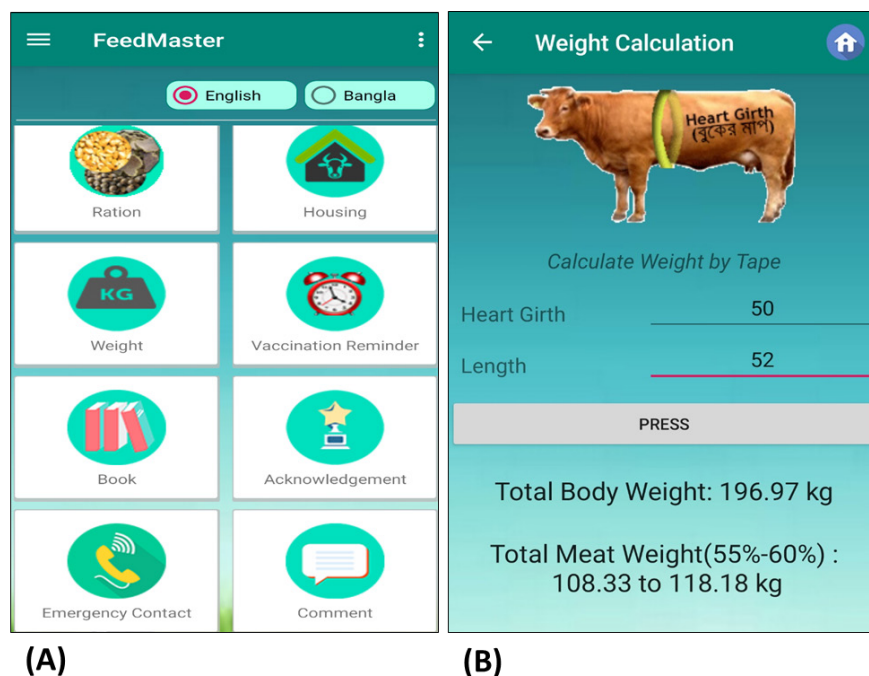 FeedMaster
English
Bangla
Ration
Housing
KG
Weight
Vaccination Reminder
Book
Acknowledgement
Emergency Contact
Comment
(A)
Weight Calculation
Heart Girth
(বুকের মাপ)
Calculate Weight by Tape
Heart Girth 50
Length 52
PRESS
Total Body Weight: 196.97 kg
Total Meat Weight(55%-60%) :
108.33 to 118.18 kg
(B)